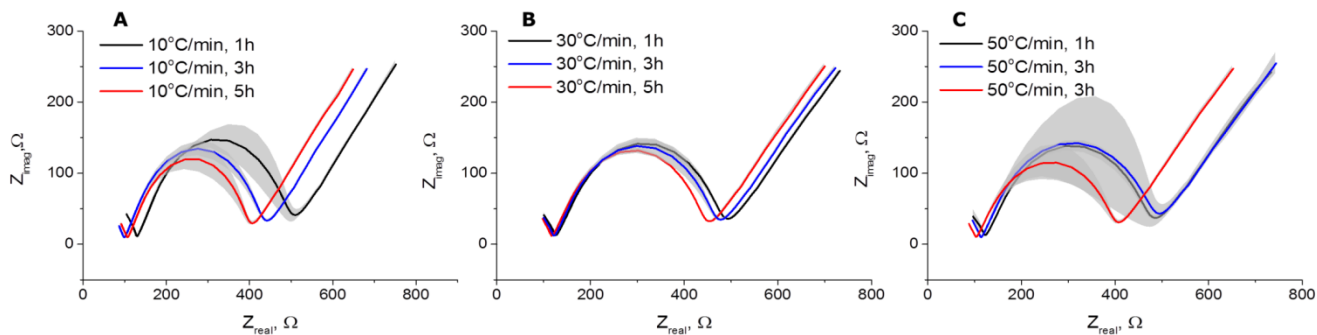 A
10°C/min, 1h
10°C/min, 3h
10°C/min, 5h
Z_imag, Ω
300
200
100
0
0 200 400 600 800
Z_real, Ω
B
30°C/min, 1h
30°C/min, 3h
30°C/min, 5h
Z_imag, Ω
300
200
100
0
0 200 400 600 800
Z_real, Ω
C
50°C/min, 1h
50°C/min, 3h
50°C/min, 3h
Z_imag, Ω
300
200
100
0
0 200 400 600 800
Z_real, Ω